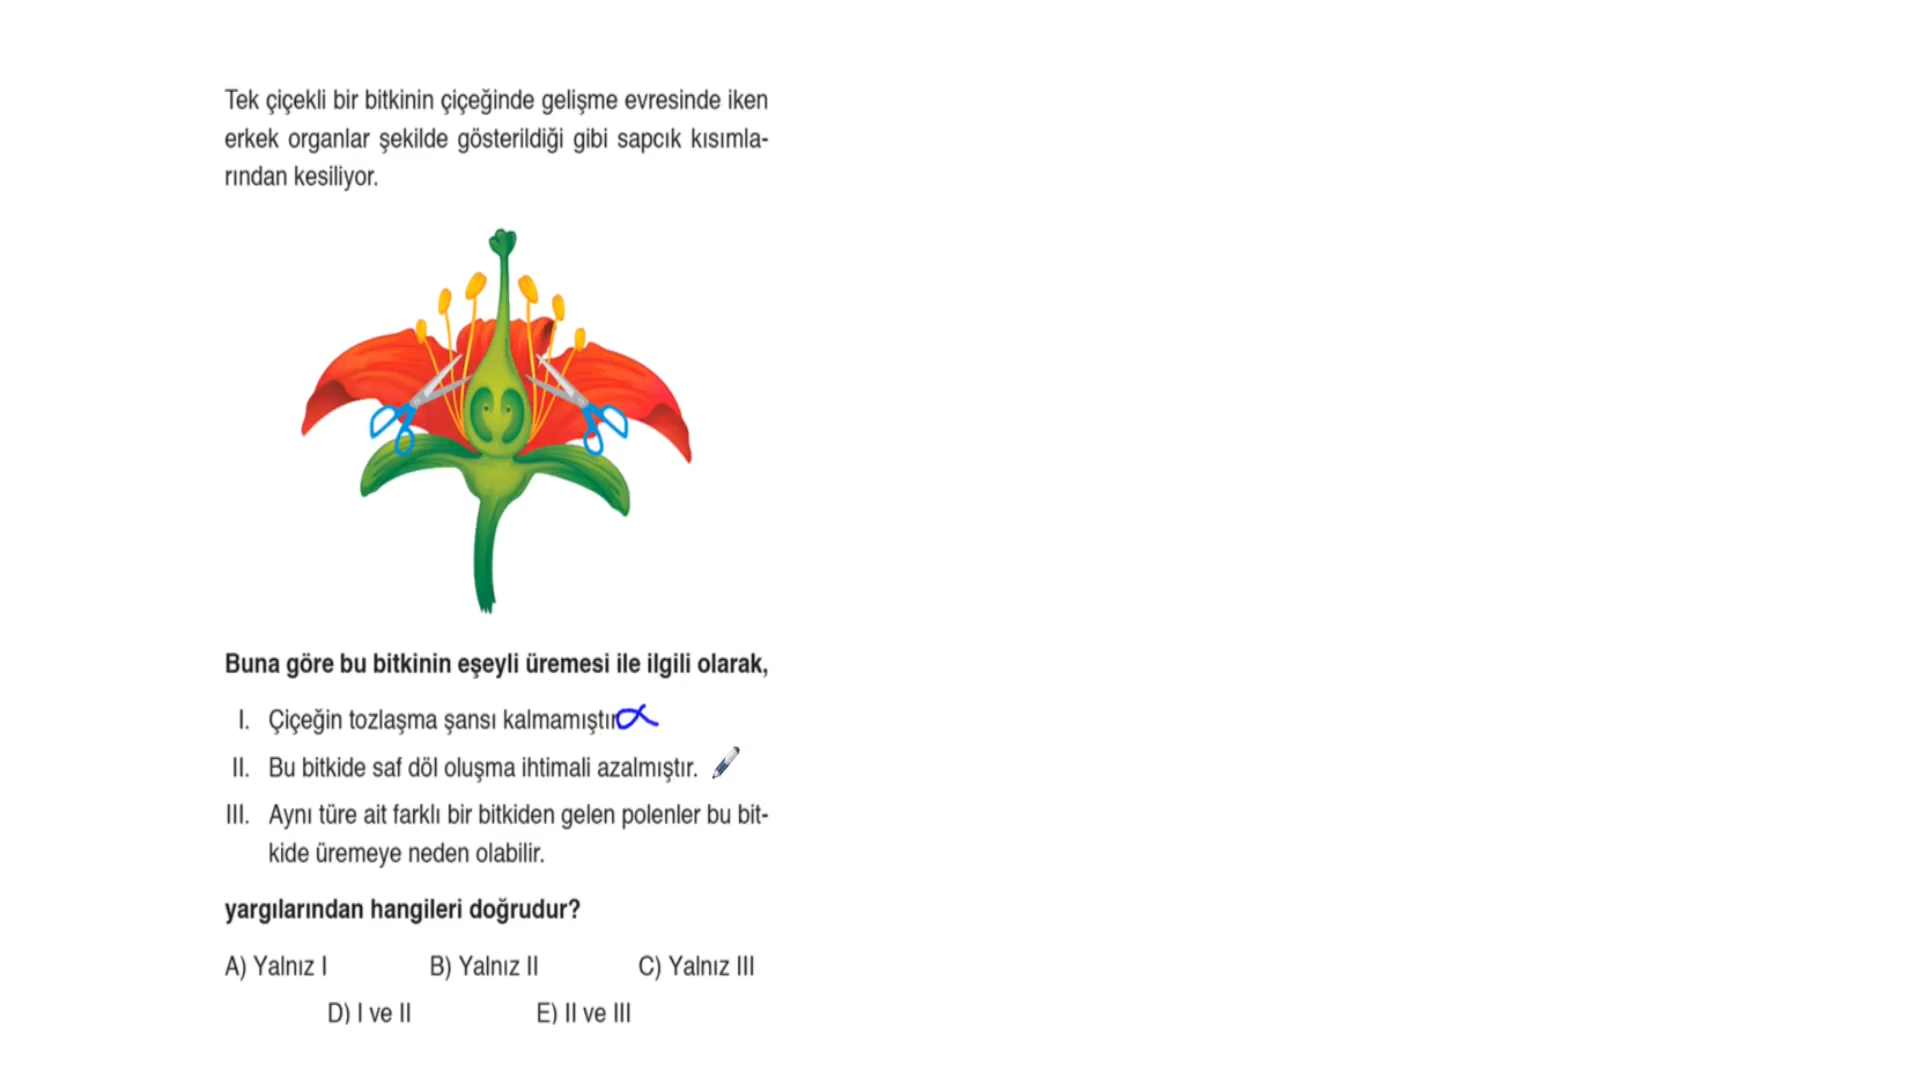 Tek çiçekli bir bitkinin çiçeğinde gelişme evresinde iken
erkek organlar şekilde gösterildiği gibi sapcık kısımla-
rından kesiliyor.
Buna göre bu bitkinin eşeyli üremesi ile ilgili olarak,
I. Çiçeğin tozlaşma şansı kalmamıştır
II. Bu bitkide saf döl oluşma ihtimali azalmıştır.
III. Aynı türe ait farklı bir bitkiden gelen polenler bu bit-
kide üremeye neden olabilir.
yargılarından hangileri doğrudur?
A) Yalnız I B) Yalnız II C) Yalnız III
D) I ve II E) II ve III